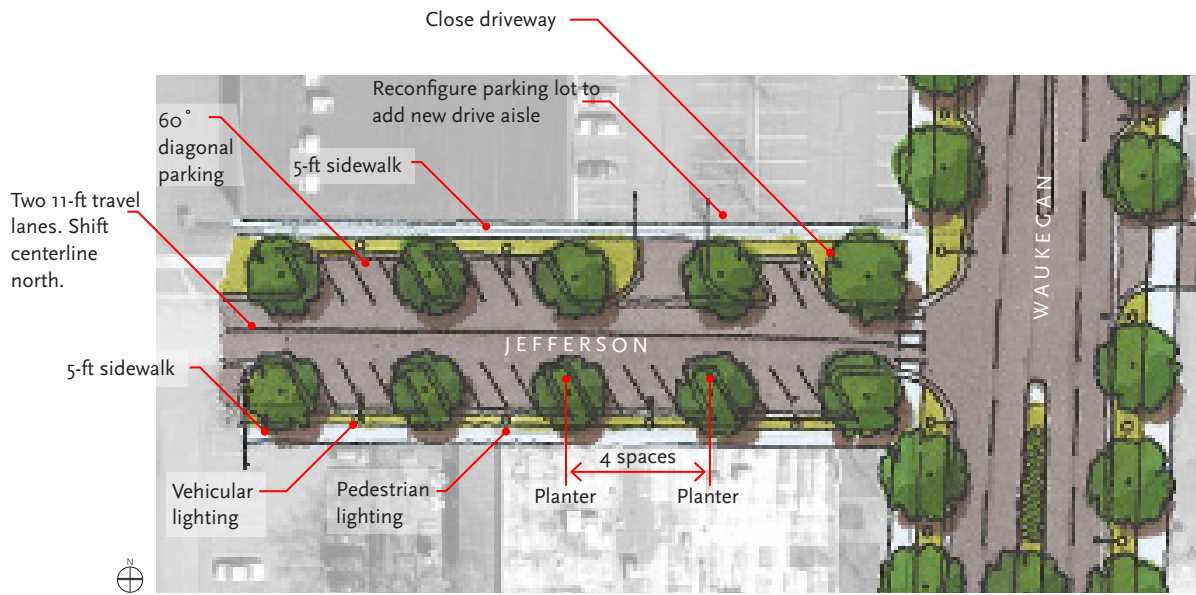 Close driveway
Reconfigure parking lot to
add new drive aisle
60°
diagonal
parking
5-ft sidewalk
Two 11-ft travel
lanes. Shift
centerline
north.
WAUKEGAN
JEFFERSON
5-ft sidewalk
4 spaces
Vehicular
lighting
Pedestrian
lighting
Planter
Planter
N